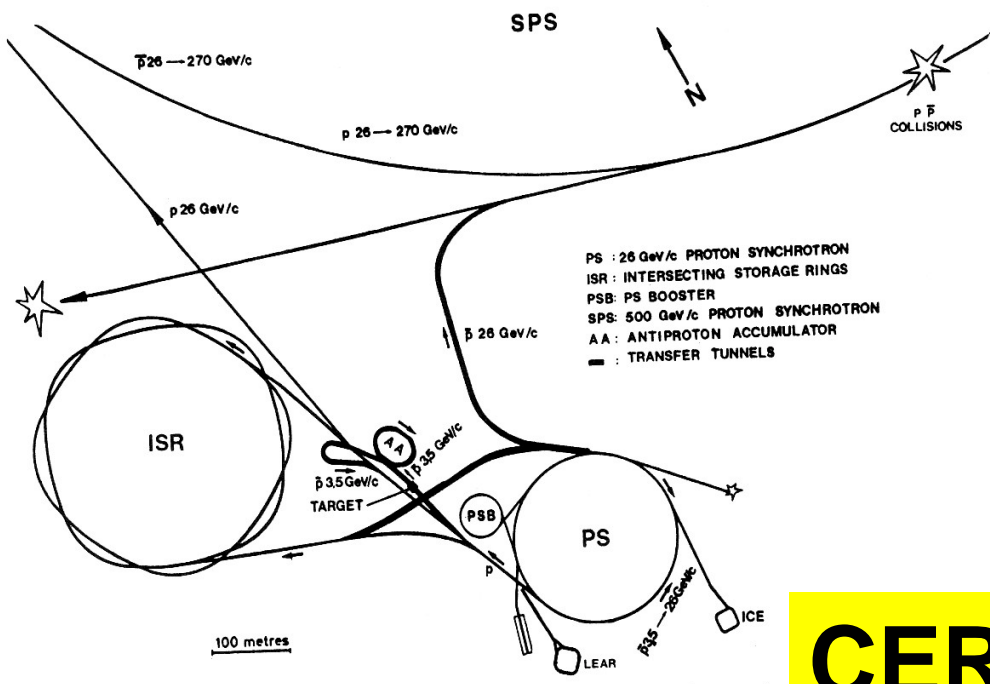 SPS
p̅ 26 → 270 GeV/c
p 26 → 270 GeV/c
N
p p̅
COLLISIONS
p 26 GeV/c
PS : 26 GeV/c PROTON SYNCHROTRON
ISR : INTERSECTING STORAGE RINGS
PSB: PS BOOSTER
SPS: 500 GeV/c PROTON SYNCHROTRON
AA : ANTIPROTON ACCUMULATOR
: TRANSFER TUNNELS
p̅ 26 GeV/c
ISR
AA
p̅ 3,5 GeV/c
p̅ 3,5 GeV/c
TARGET
PSB
PS
p
p̅ 3,5 → 26 GeV/c
ICE
LEAR
100 metres
CER